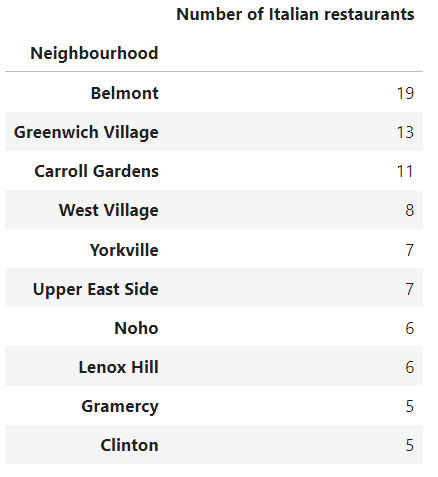 Number of Italian restaurants
Neighbourhood
Belmont 19
Greenwich Village 13
Carroll Gardens 11
West Village 8
Yorkville 7
Upper East Side 7
Noho 6
Lenox Hill 6
Gramercy 5
Clinton 5